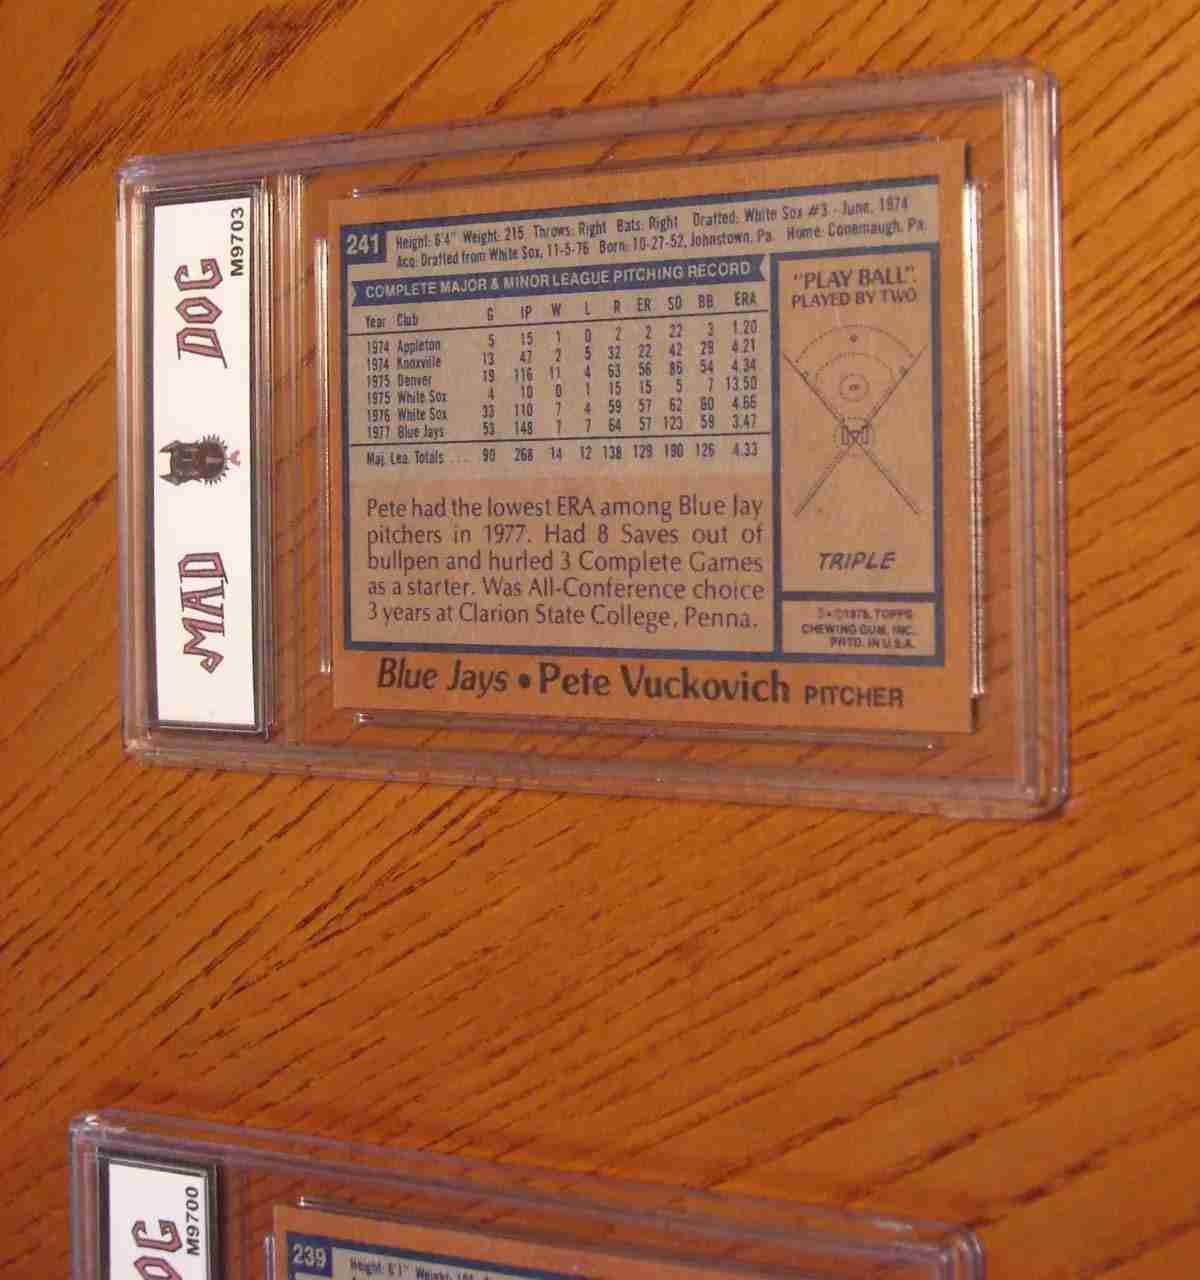 MAD DOG
M9703
241
Height: 6'4" Weight: 215 Throws: Right Bats: Right Drafted: White Sox #3 - June, 1974
Acq: Drafted from White Sox, 11-5-76 Born: 10-27-52, Johnstown, Pa. Home: Conemaugh, Pa.
COMPLETE MAJOR & MINOR LEAGUE PITCHING RECORD
Year Club G IP W L R ER SO BB ERA
1974 Appleton 5 15 1 0 2 2 22 3 1.20
1974 Knoxville 13 47 2 5 32 22 42 29 4.21
1975 Denver 19 116 11 4 63 56 86 54 4.34
1975 White Sox 4 10 0 1 15 15 5 7 13.50
1976 White Sox 33 110 7 4 59 57 62 60 4.66
1977 Blue Jays 53 148 7 7 64 57 123 59 3.47
Maj. Lea. Totals ... 90 268 14 12 138 129 190 126 4.33
Pete had the lowest ERA among Blue Jay
pitchers in 1977. Had 8 Saves out of
bullpen and hurled 3 Complete Games
as a starter. Was All-Conference choice
3 years at Clarion State College, Penna.
"PLAY BALL".
PLAYED BY TWO
TRIPLE
©1978, TOPPS
CHEWING GUM, INC.
PRTD. IN U.S.A.
Blue Jays • Pete Vuckovich PITCHER
M9700
239
Height: 6'1" Weight: